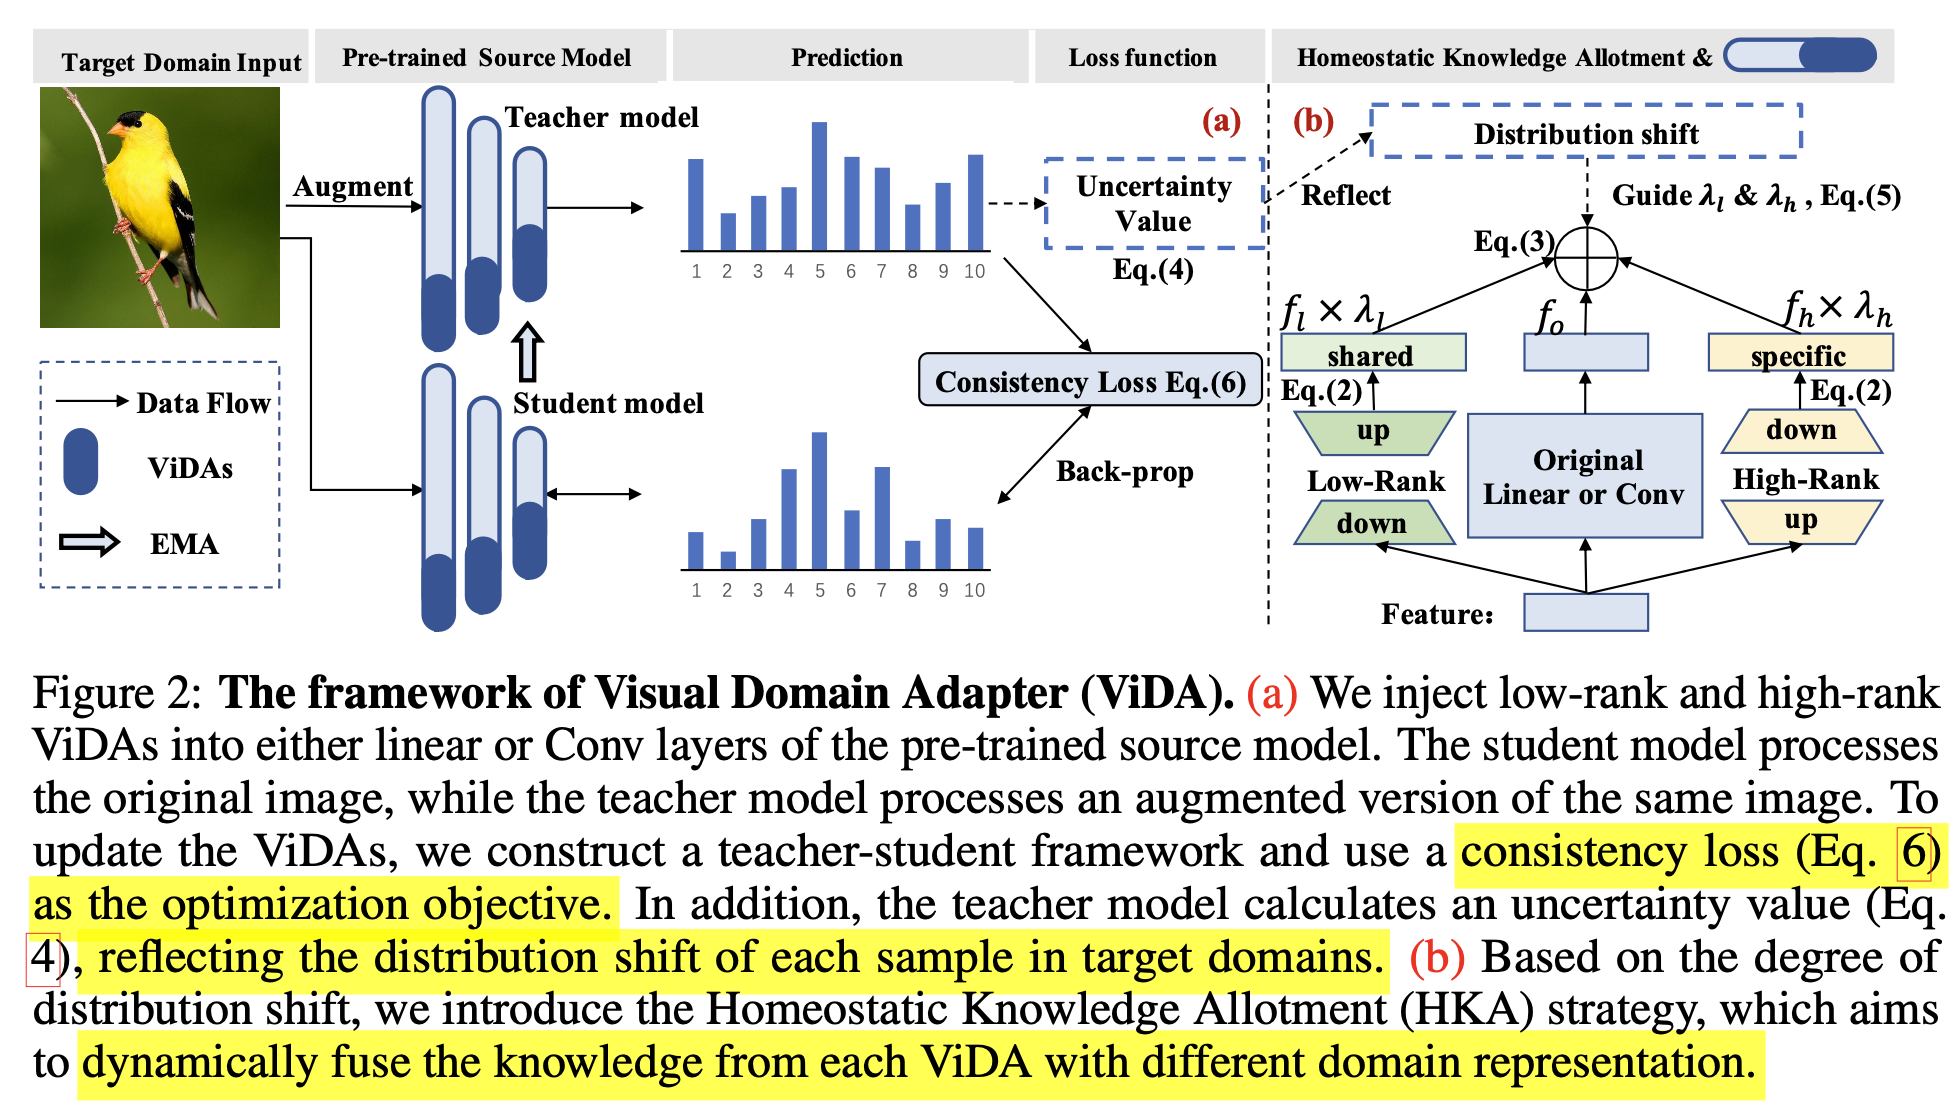 Target Domain Input
Pre-trained Source Model
Prediction
Loss function
Homeostatic Knowledge Allotment &
Teacher model
Augment
1 2 3 4 5 6 7 8 9 10
(a)
Uncertainty
Value
Eq.(4)
Consistency Loss Eq.(6)
Back-prop
Student model
1 2 3 4 5 6 7 8 9 10
Data Flow
ViDAs
EMA
(b)
Distribution shift
Reflect
Guide λl & λh , Eq.(5)
Eq.(3)
fl × λl
fo
fh × λh
shared
specific
Eq.(2)
Eq.(2)
up
down
Original
Linear or Conv
Low-Rank
High-Rank
down
up
Feature:
Figure 2: The framework of Visual Domain Adapter (ViDA). (a) We inject low-rank and high-rank
ViDAs into either linear or Conv layers of the pre-trained source model. The student model processes
the original image, while the teacher model processes an augmented version of the same image. To
update the ViDAs, we construct a teacher-student framework and use a consistency loss (Eq. 6)
as the optimization objective. In addition, the teacher model calculates an uncertainty value (Eq.
4), reflecting the distribution shift of each sample in target domains. (b) Based on the degree of
distribution shift, we introduce the Homeostatic Knowledge Allotment (HKA) strategy, which aims
to dynamically fuse the knowledge from each ViDA with different domain representation.